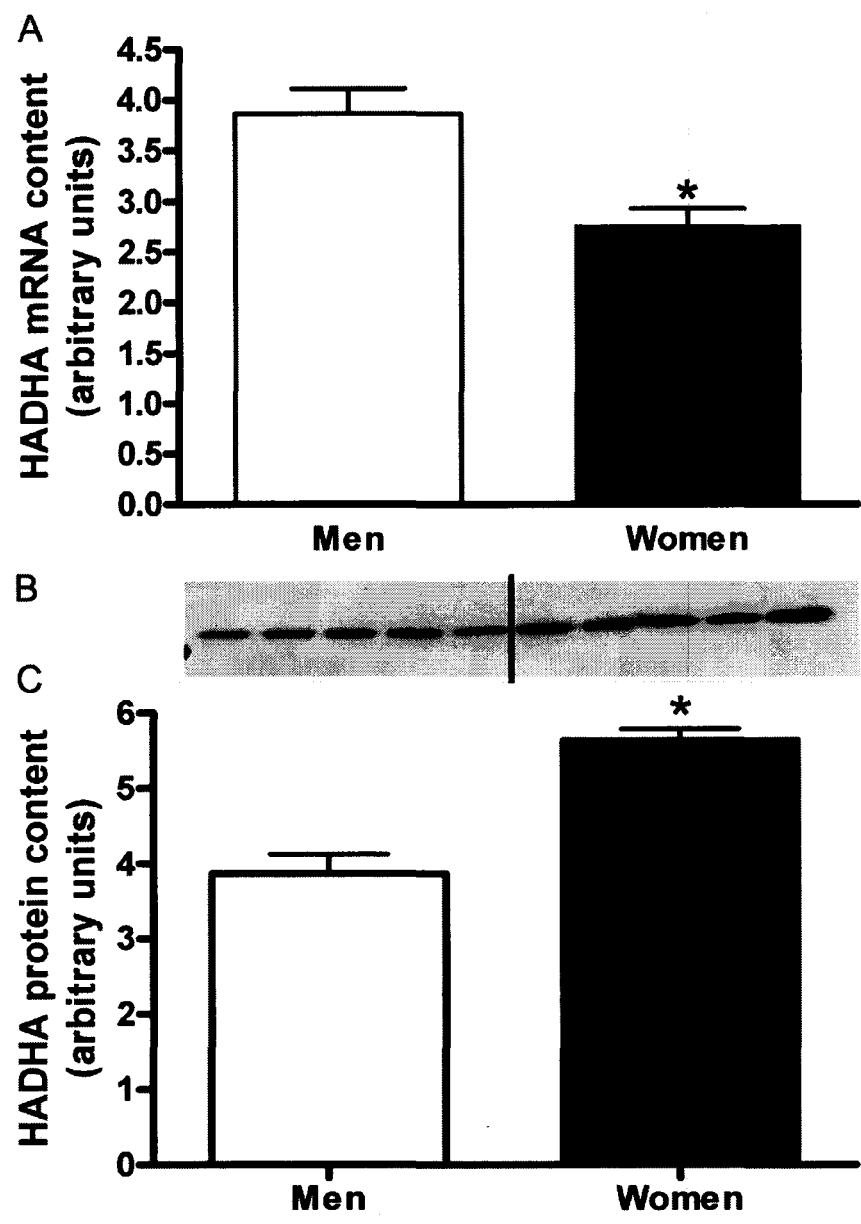 A
HADHA mRNA content
(arbitrary units)
4.5
4.0
3.5
3.0
2.5
2.0
1.5
1.0
0.5
0.0
*
Men Women
B
C
HADHA protein content
(arbitrary units)
6
5
4
3
2
1
0
*
Men Women